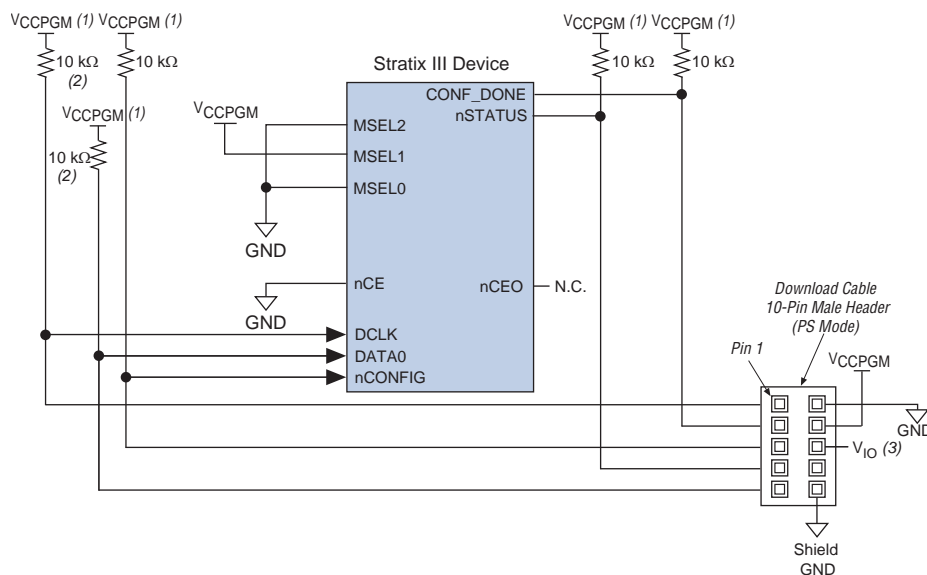 VCCPGM (1)
VCCPGM (1)
10 kΩ
(2)
10 kΩ
VCCPGM (1)
10 kΩ
(2)
VCCPGM
GND
GND
Stratix III Device
MSEL2
MSEL1
MSEL0
nCE
DCLK
DATA0
nCONFIG
CONF_DONE
nSTATUS
nCEO
N.C.
VCCPGM (1)
VCCPGM (1)
10 kΩ
10 kΩ
Download Cable
10-Pin Male Header
(PS Mode)
Pin 1
VCCPGM
GND
VIO (3)
Shield
GND